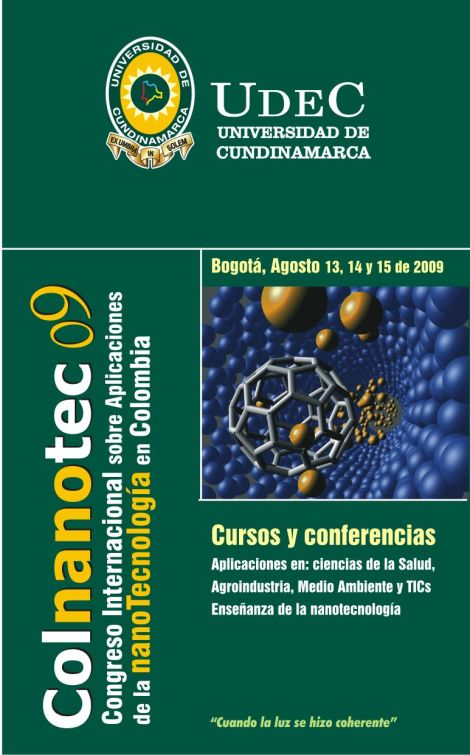 UNIVERSIDAD DE
CUNDINAMARCA
EX UMBRA IN SOLEM
UDEC
UNIVERSIDAD DE
CUNDINAMARCA
Colnanotec 09
Congreso Internacional sobre Aplicaciones
de la nanoTecnología en Colombia
Bogotá, Agosto 13, 14 y 15 de 2009
Cursos y conferencias
Aplicaciones en: ciencias de la Salud,
Agroindustria, Medio Ambiente y TICs
Enseñanza de la nanotecnología
“Cuando la luz se hizo coherente”